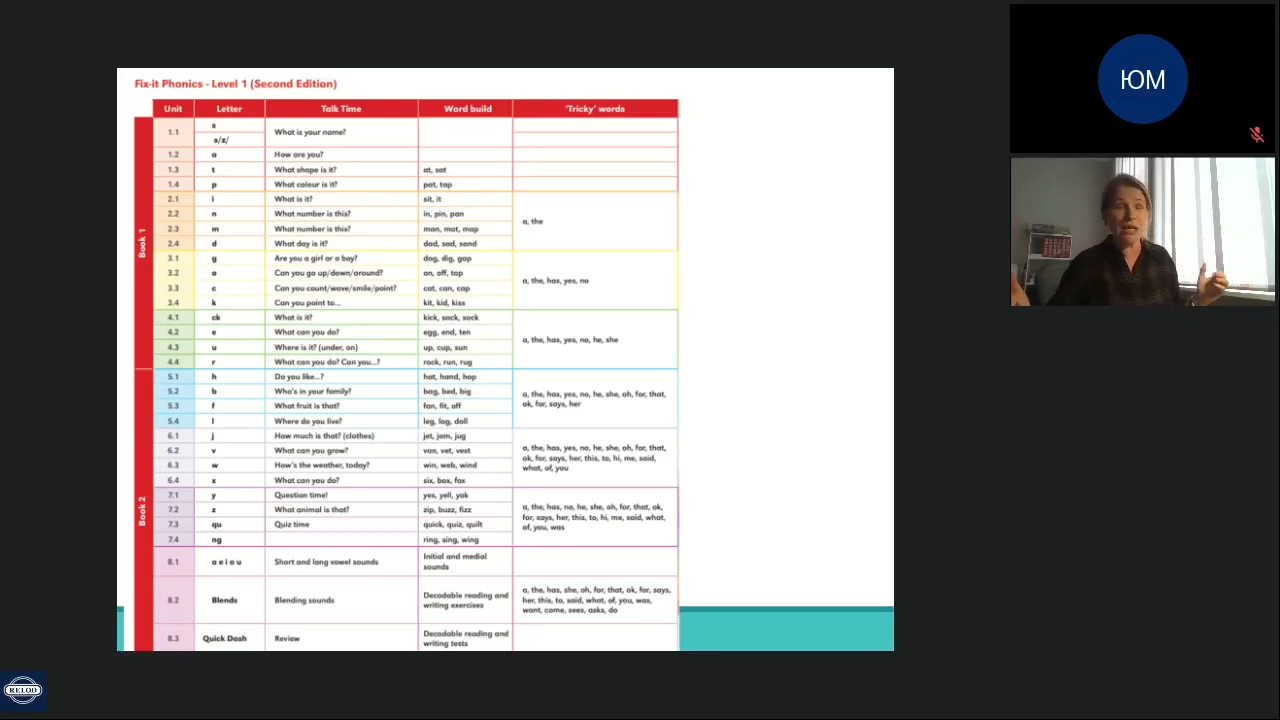 Fix-it Phonics - Level 1 (Second Edition)
Unit Letter Talk Time Word build 'Tricky' words
Book 1
1.1 s What is your name?
s/z/
1.2 a How are you?
1.3 t What shape is it? at, sat
1.4 p What colour is it? pat, tap
2.1 i What is it? sit, it
2.2 n What number is this? in, pin, pan
a, the
2.3 m What number is this? man, mat, map
2.4 d What day is it? dad, sad, sand
3.1 g Are you a girl or a boy? dog, dig, gap
3.2 o Can you go up/down/around? on, off, top
a, the, has, yes, no
3.3 c Can you count/wave/smile/point? cat, can, cap
3.4 k Can you point to... kit, kid, kiss
4.1 ck What is it? kick, sack, sock
4.2 e What can you do? egg, end, ten
a, the, has, yes, no, he, she
4.3 u Where is it? (under, on) up, cup, sun
4.4 r What can you do? Can you...? rock, run, rug
Book 2
5.1 h Do you like...? hat, hand, hop
5.2 b Who's in your family? bag, bed, big
a, the, has, yes, no, he, she, oh, for, that,
ok, for, says, her
5.3 f What fruit is that? fan, fit, off
5.4 l Where do you live? leg, log, doll
6.1 j How much is that? (clothes) jet, jam, jug
6.2 v What can you grow? van, vet, vest
a, the, has, yes, no, he, she, oh, for, that,
ok, for, says, her, this, to, hi, me, said,
what, of, you
6.3 w How's the weather, today? win, web, wind
6.4 x What can you do? six, box, fox
7.1 y Question time! yes, yell, yak
7.2 z What animal is that? zip, buzz, fizz
a, the, has, no, he, she, oh, for, that, ok,
for, says, her, this, to, hi, me, said, what,
of, you, was
7.3 qu Quiz time quick, quiz, quilt
7.4 ng ring, sing, wing
8.1 a e i o u Short and long vowel sounds Initial and medial
sounds
8.2 Blends Blending sounds Decodable reading and
writing exercises
a, the, has, she, oh, for, that, ok, for, says,
her, this, to, said, what, of, you, was,
want, come, sees, asks, do
8.3 Quick Dash Review Decodable reading and
writing tests
ЮМ
RELOD